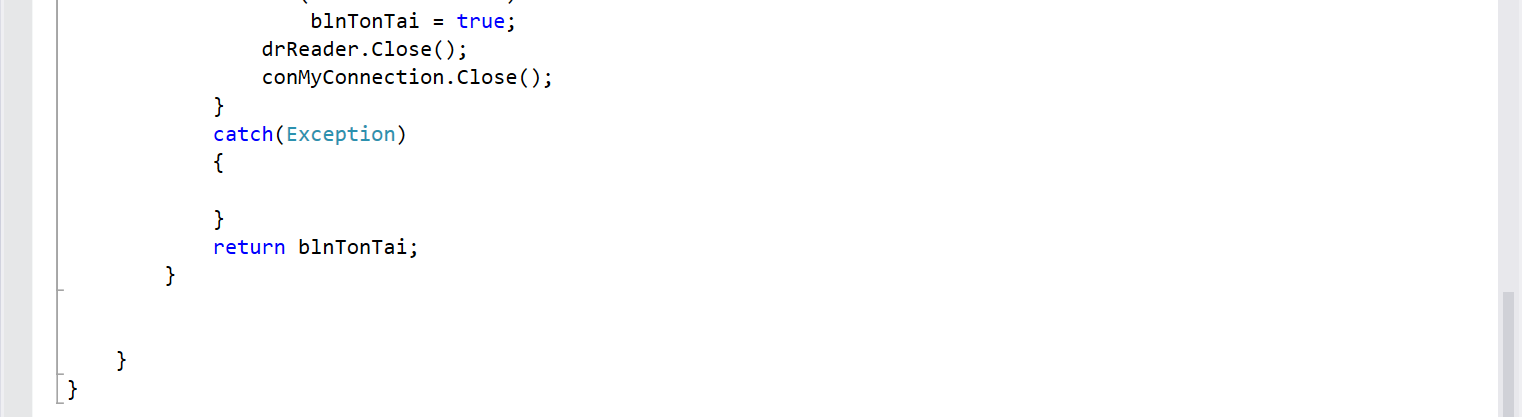 blnTonTai = true;
drReader.Close();
conMyConnection.Close();
}
catch(Exception)
{
}
return blnTonTai;
}
}
}